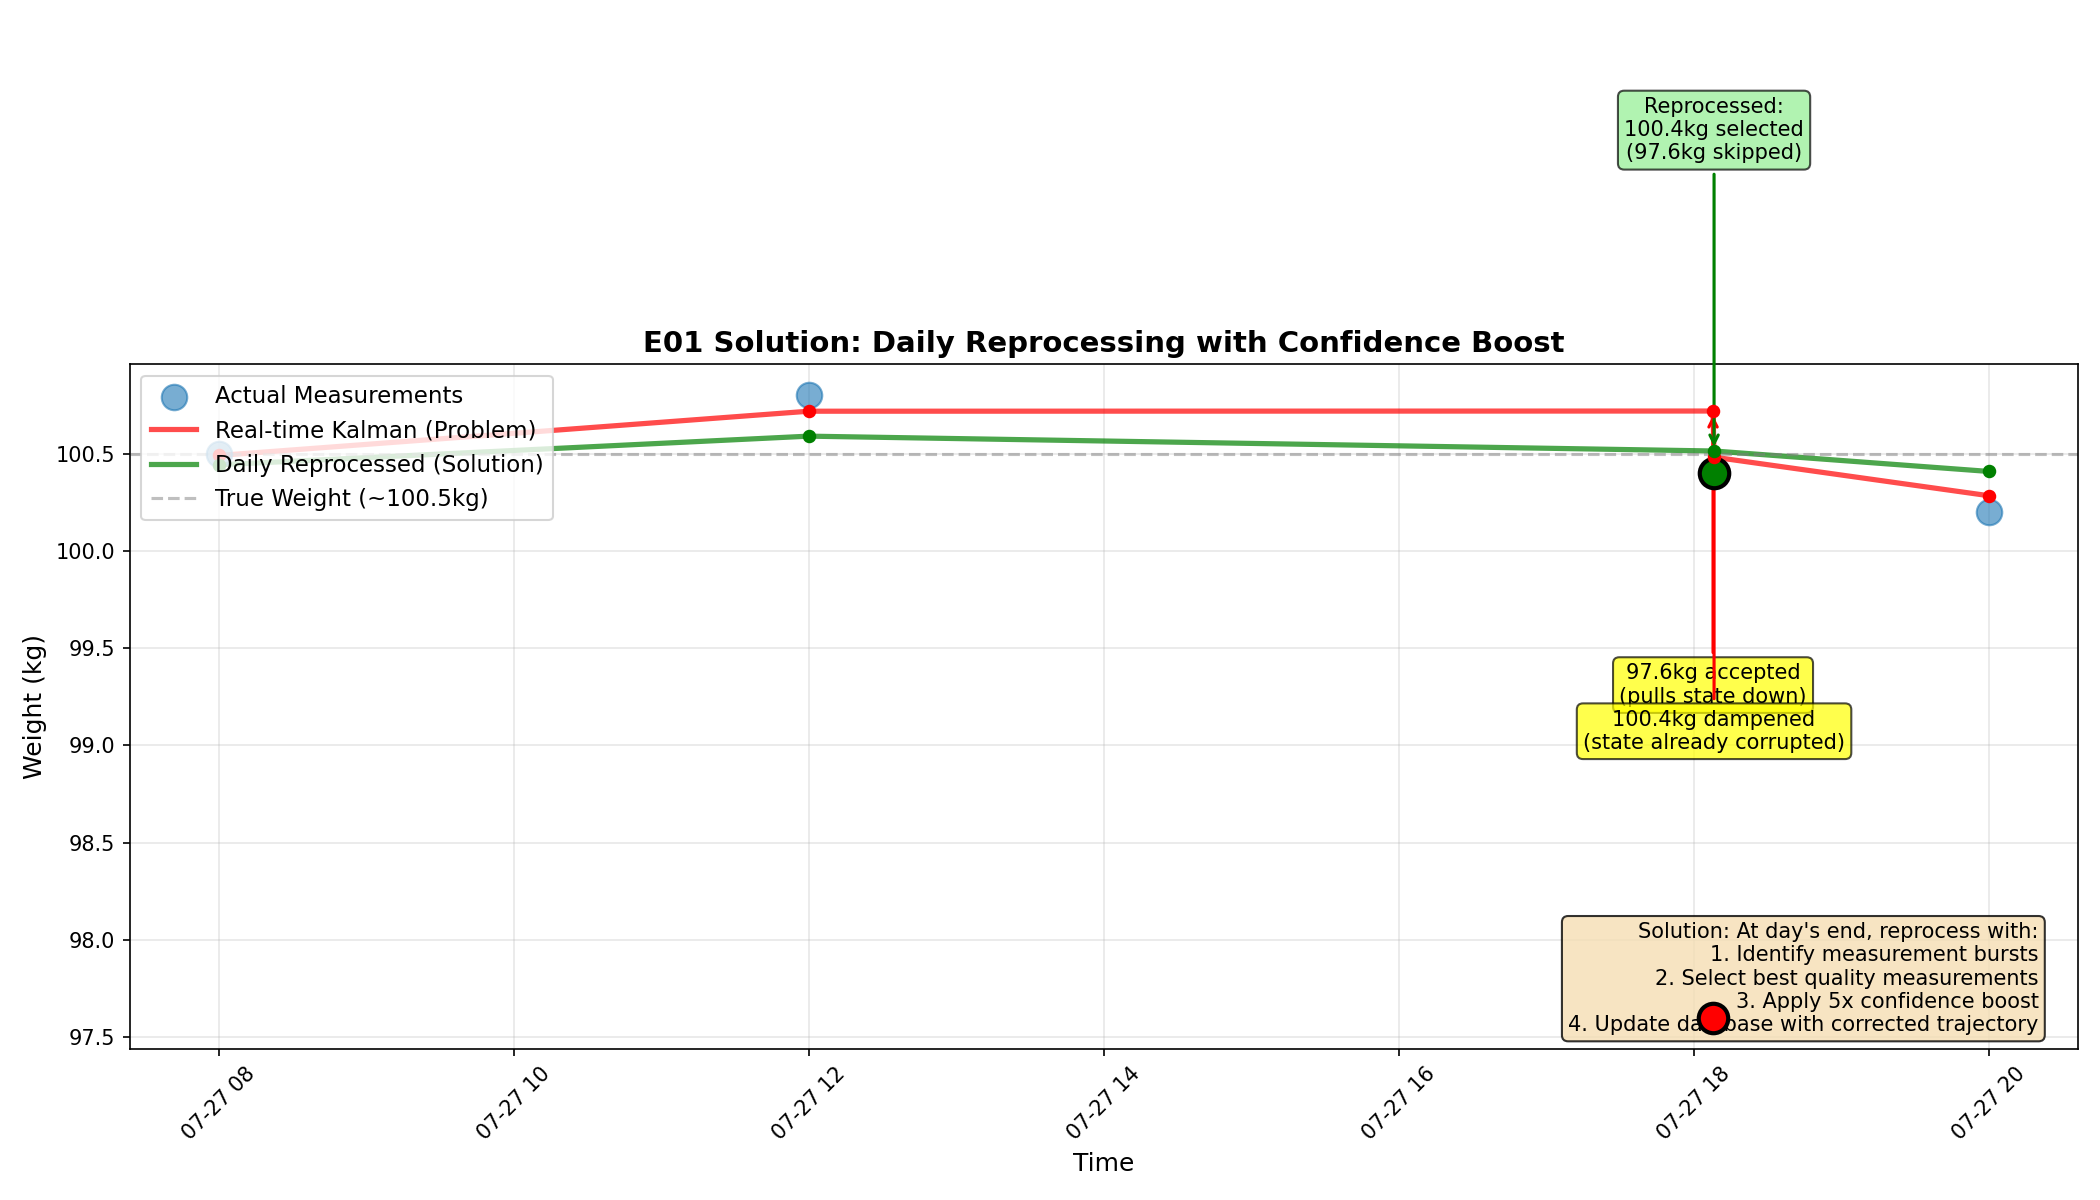 Reprocessed:
100.4kg selected
(97.6kg skipped)
E01 Solution: Daily Reprocessing with Confidence Boost
Actual Measurements
Real-time Kalman (Problem)
Daily Reprocessed (Solution)
True Weight (~100.5kg)
Weight (kg)
100.5
100.0
99.5
99.0
98.5
98.0
97.5
97.6kg accepted
(pulls state down)
100.4kg dampened
(state already corrupted)
Solution: At day's end, reprocess with:
1. Identify measurement bursts
2. Select best quality measurements
3. Apply 5x confidence boost
4. Update database with corrected trajectory
07-27 08
07-27 10
07-27 12
07-27 14
07-27 16
07-27 18
07-27 20
Time